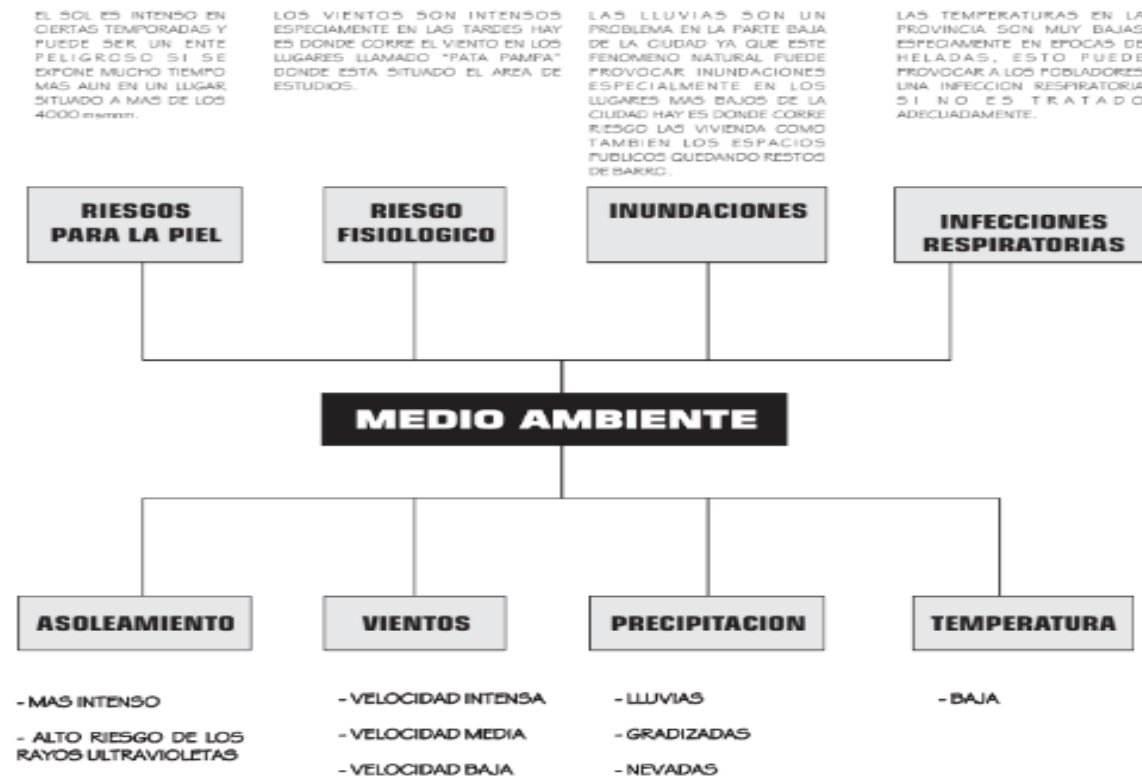 EL SOL ES INTENSO EN
CIERTAS TEMPORADAS Y
PUEDE SER UN ENTE
PELIGROSO SI SE
EXPONE MUCHO TIEMPO
MAS AUN EN UN LUGAR
SITUADO A MAS DE LOS
4000 msmnm.
LOS VIENTOS SON INTENSOS
ESPECIAMENTE EN LAS TARDES HAY
ES DONDE CORRE EL VIENTO EN LOS
LUGARES LLAMADO "PATA PAMPA"
DONDE ESTA SITUADO EL AREA DE
ESTUDIOS.
LAS LLUVIAS SON UN
PROBLEMA EN LA PARTE BAJA
DE LA CIUDAD YA QUE ESTE
FENOMENO NATURAL PUEDE
PROVOCAR INUNDACIONES
ESPECIALMENTE EN LOS
LUGARES MAS BAJOS DE LA
CIUDAD HAY ES DONDE CORRE
RIESGO LAS VIVIENDA COMO
TAMBIEN LOS ESPACIOS
PUBLICOS QUEDANDO RESTOS
DE BARRO.
LAS TEMPERATURAS EN LA
PROVINCIA SON MUY BAJAS
ESPECIAMENTE EN EPOCAS DE
HELADAS, ESTO PUEDE
PROVOCAR A LOS POBLADORES
UNA INFECCION RESPIRATORIA
SI NO ES TRATADO
ADECUADAMENTE.
RIESGOS
PARA LA PIEL
RIESGO
FISIOLOGICO
INUNDACIONES
INFECCIONES
RESPIRATORIAS
MEDIO AMBIENTE
ASOLEAMIENTO
VIENTOS
PRECIPITACION
TEMPERATURA
- MAS INTENSO
- ALTO RIESGO DE LOS
RAYOS ULTRAVIOLETAS
- VELOCIDAD INTENSA
- VELOCIDAD MEDIA
- VELOCIDAD BAJA
- LLUVIAS
- GRADIZADAS
- NEVADAS
- BAJA